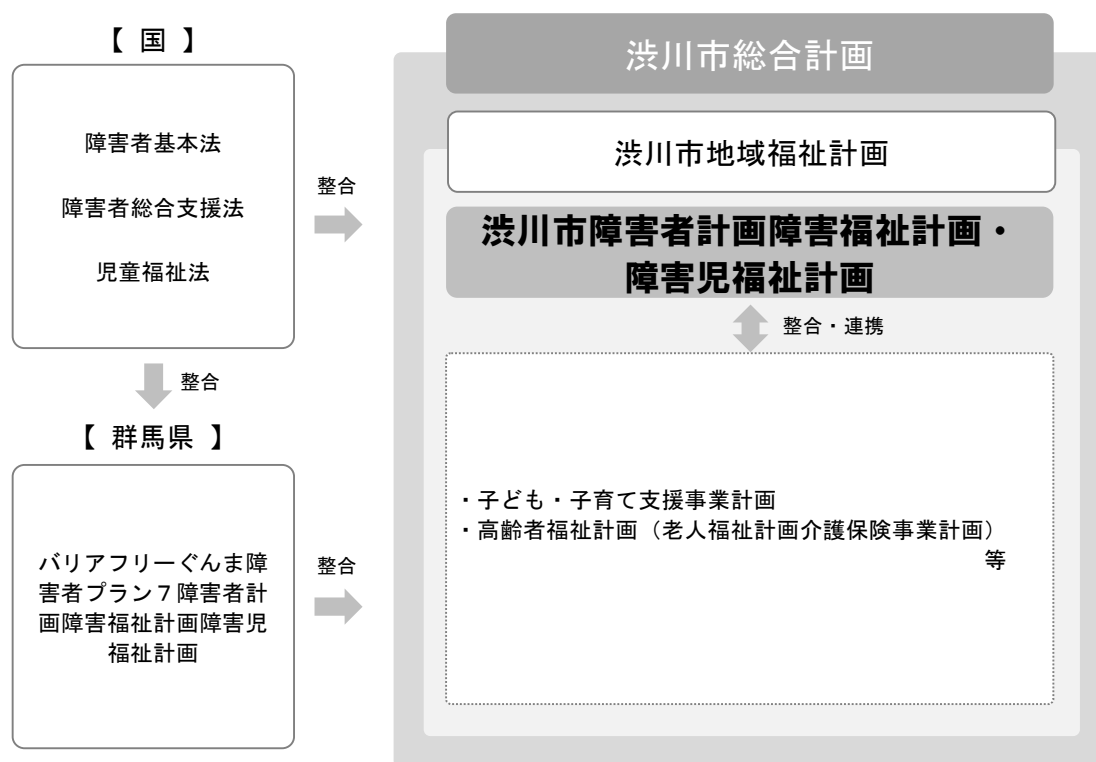 【 国 】
障害者基本法
障害者総合支援法
児童福祉法
整合
整合
【 群馬県 】
バリアフリーぐんま障
害者プラン７障害者計
画障害福祉計画障害児
福祉計画
整合
渋川市総合計画
渋川市地域福祉計画
渋川市障害者計画障害福祉計画・
障害児福祉計画
整合・連携
・子ども・子育て支援事業計画
・高齢者福祉計画（老人福祉計画介護保険事業計画）
等